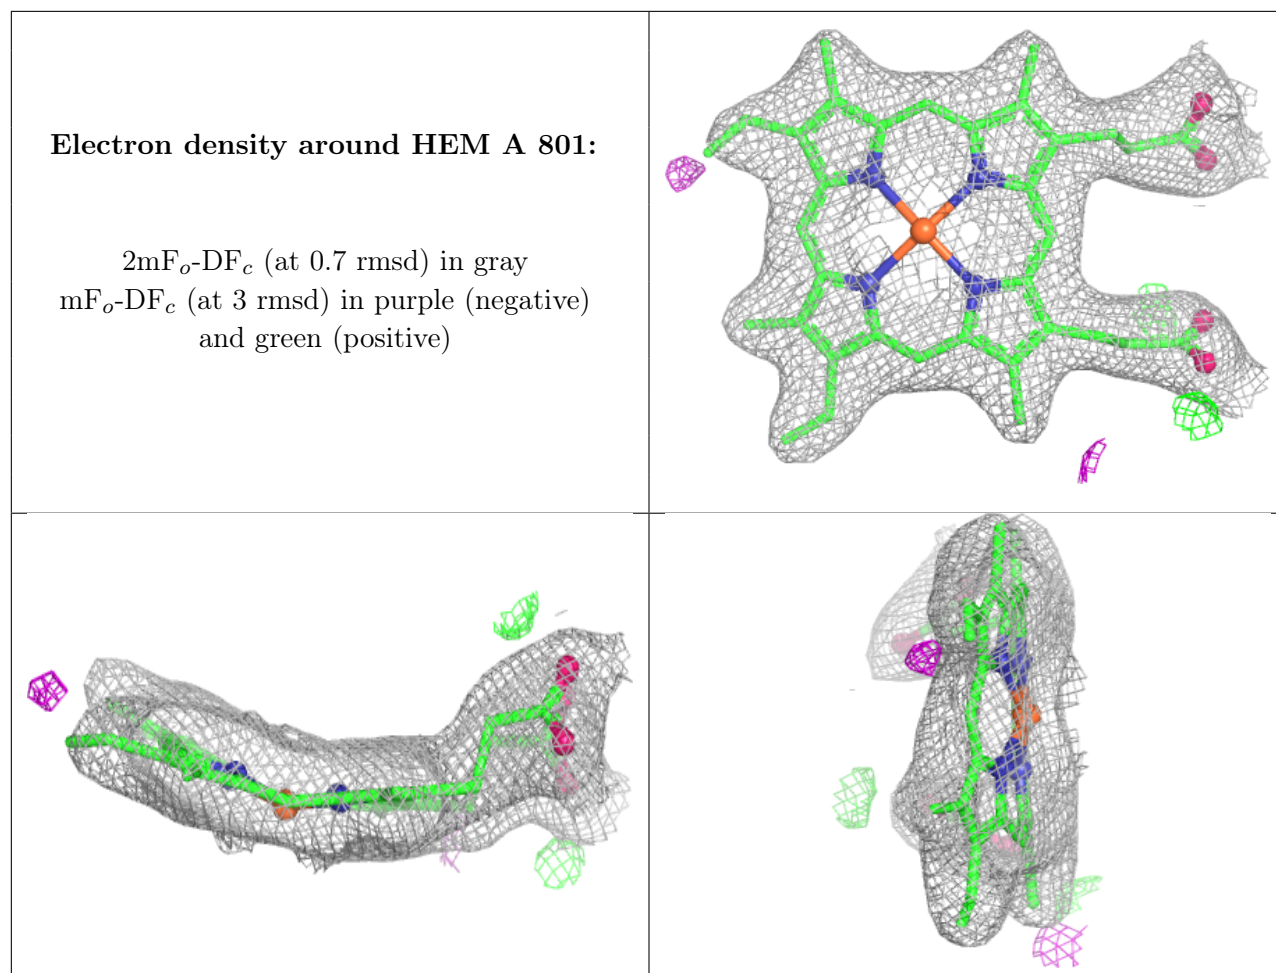 Electron density around HEM A 801:
2mFo-DFc (at 0.7 rmsd) in gray
mFo-DFc (at 3 rmsd) in purple (negative)
and green (positive)